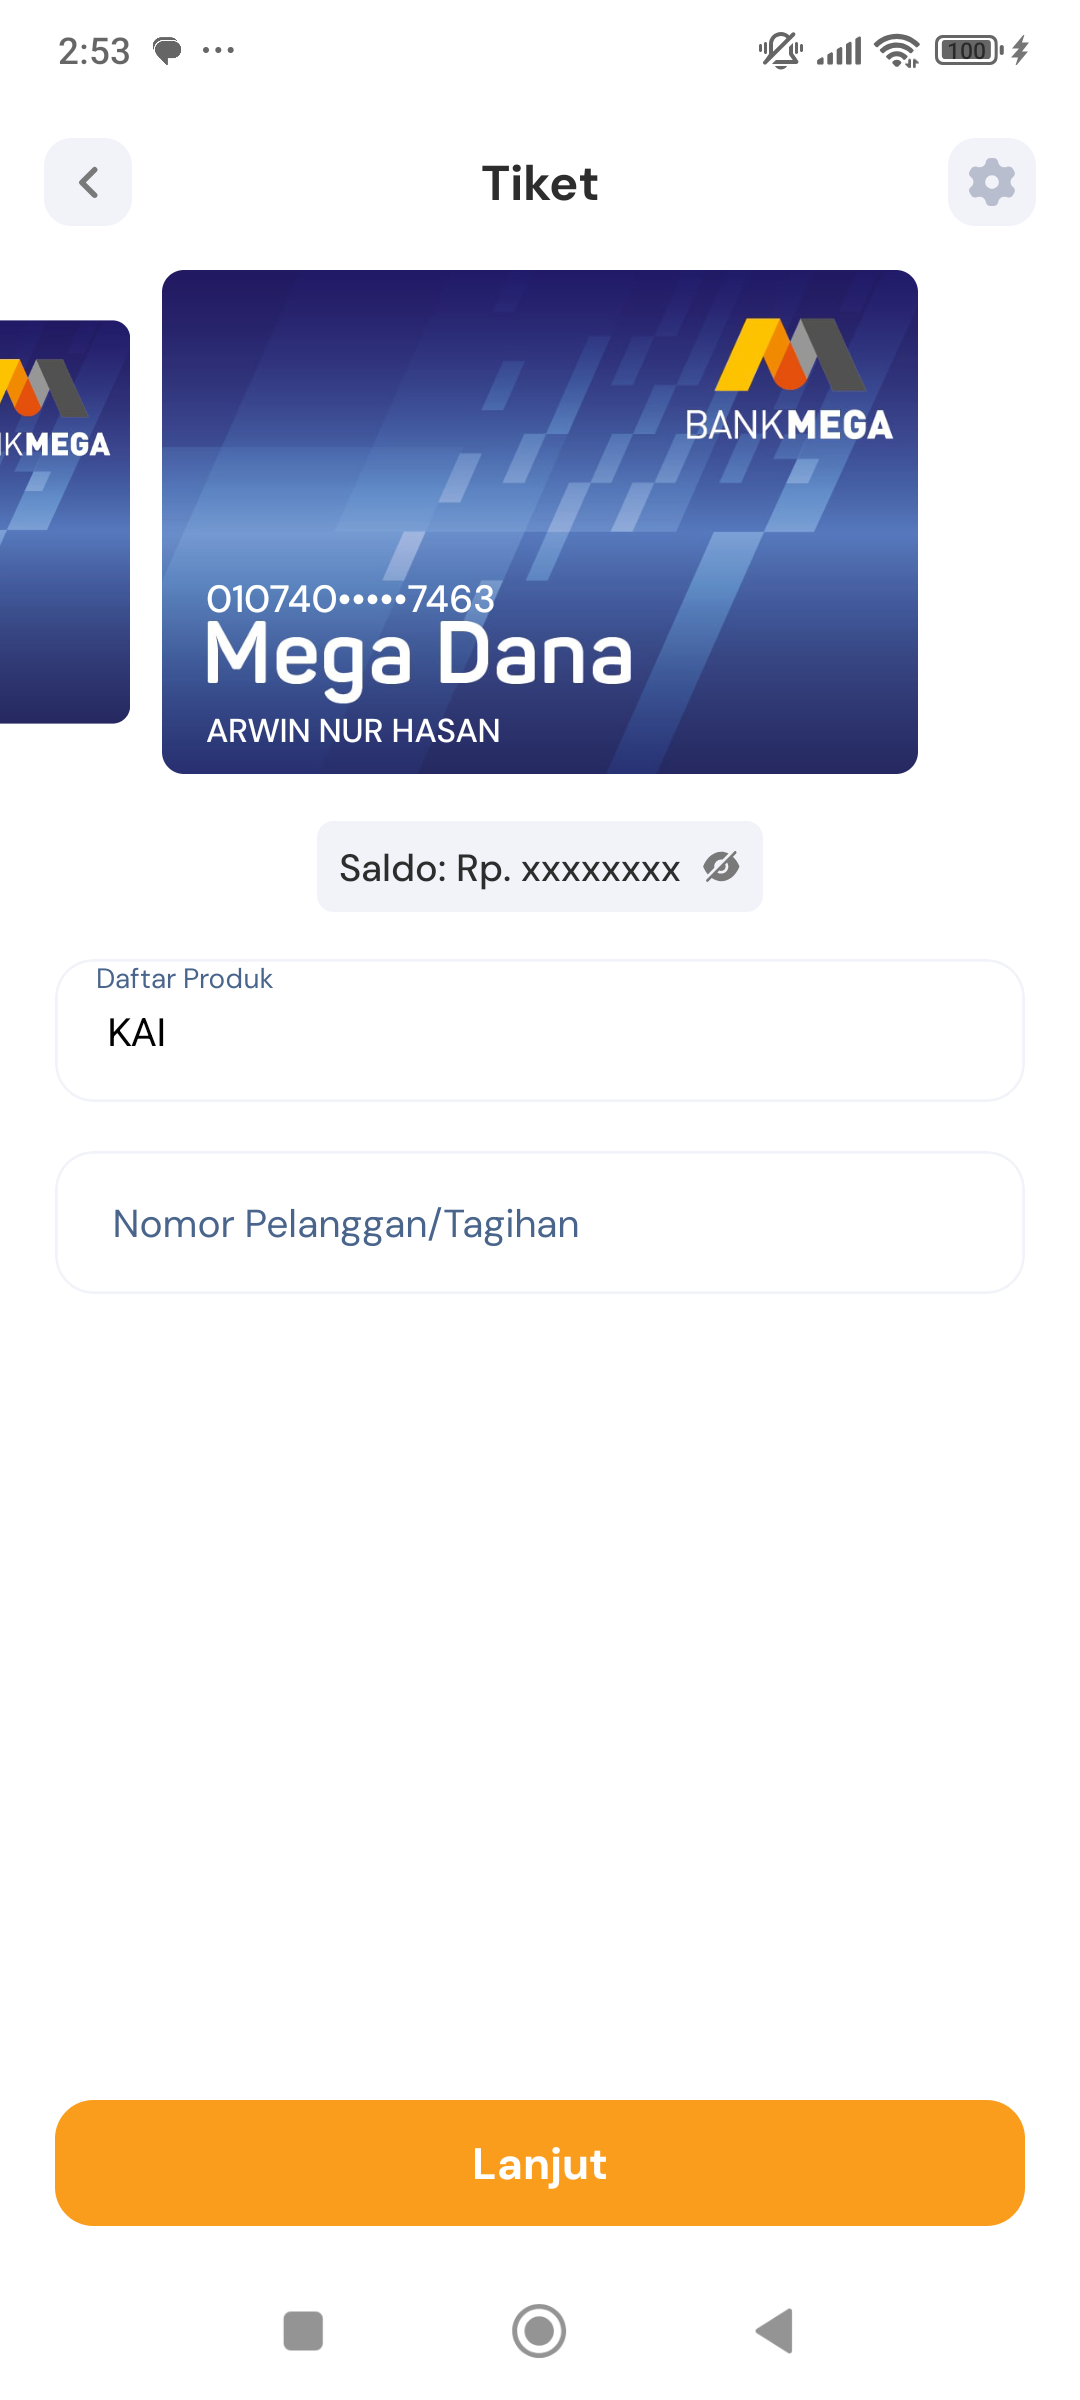 2:53
100
Tiket
BANKMEGA
NKMEGA
010740•••••7463
Mega Dana
ARWIN NUR HASAN
Saldo: Rp. xxxxxxxx
Daftar Produk
KAI
Nomor Pelanggan/Tagihan
Lanjut